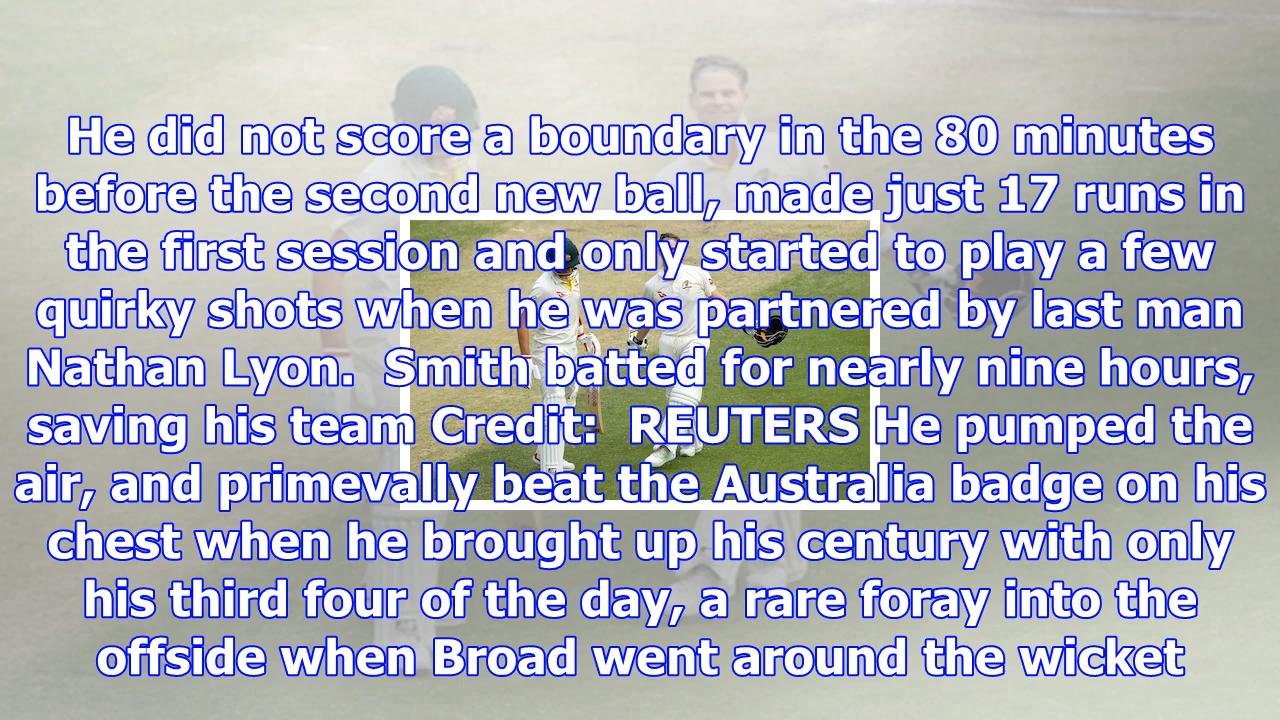 He did not score a boundary in the 80 minutes
before the second new ball, made just 17 runs in
the first session and only started to play a few
quirky shots when he was partnered by last man
Nathan Lyon.  Smith batted for nearly nine hours,
saving his team Credit:  REUTERS He pumped the
air, and primevally beat the Australia badge on his
chest when he brought up his century with only
his third four of the day, a rare foray into the
offside when Broad went around the wicket